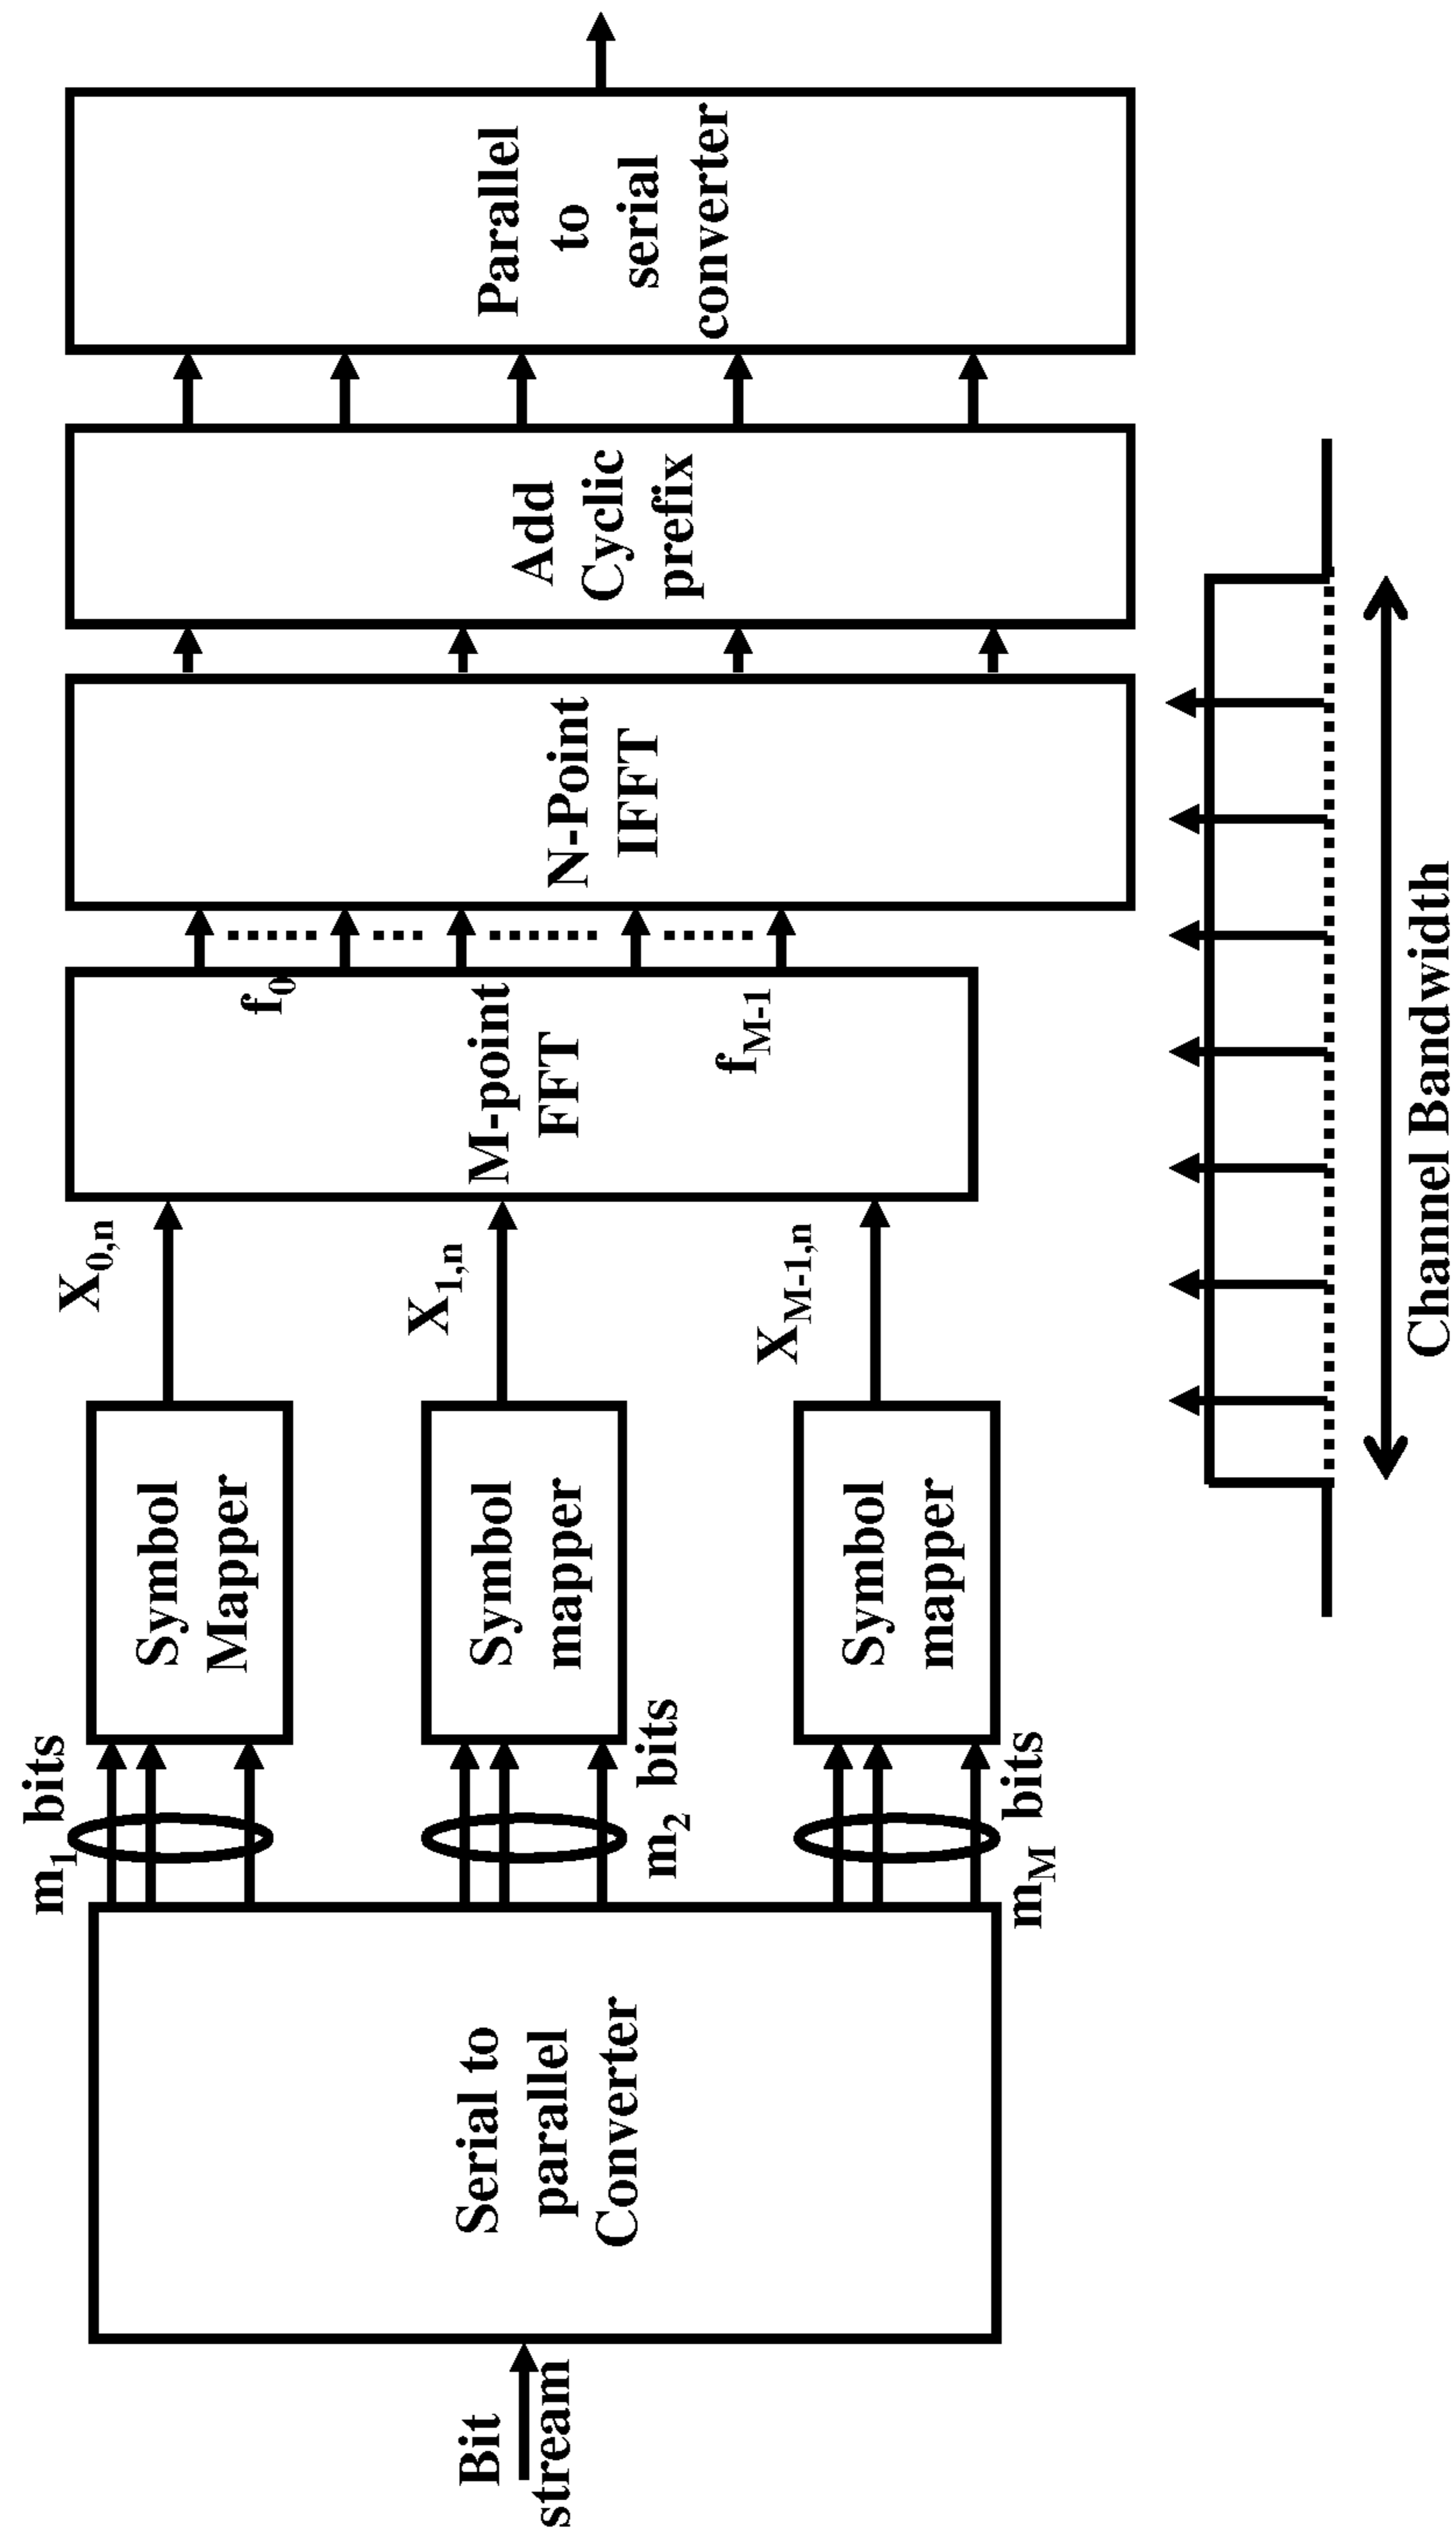 Bit
stream
Serial to
parallel
Converter
m1 bits
m2 bits
mM bits
Symbol
Mapper
Symbol
mapper
Symbol
mapper
X0,n
X1,n
XM-1,n
M-point
FFT
f0
fM-1
N-Point
IFFT
Add
Cyclic
prefix
Parallel
to
serial
converter
Channel Bandwidth